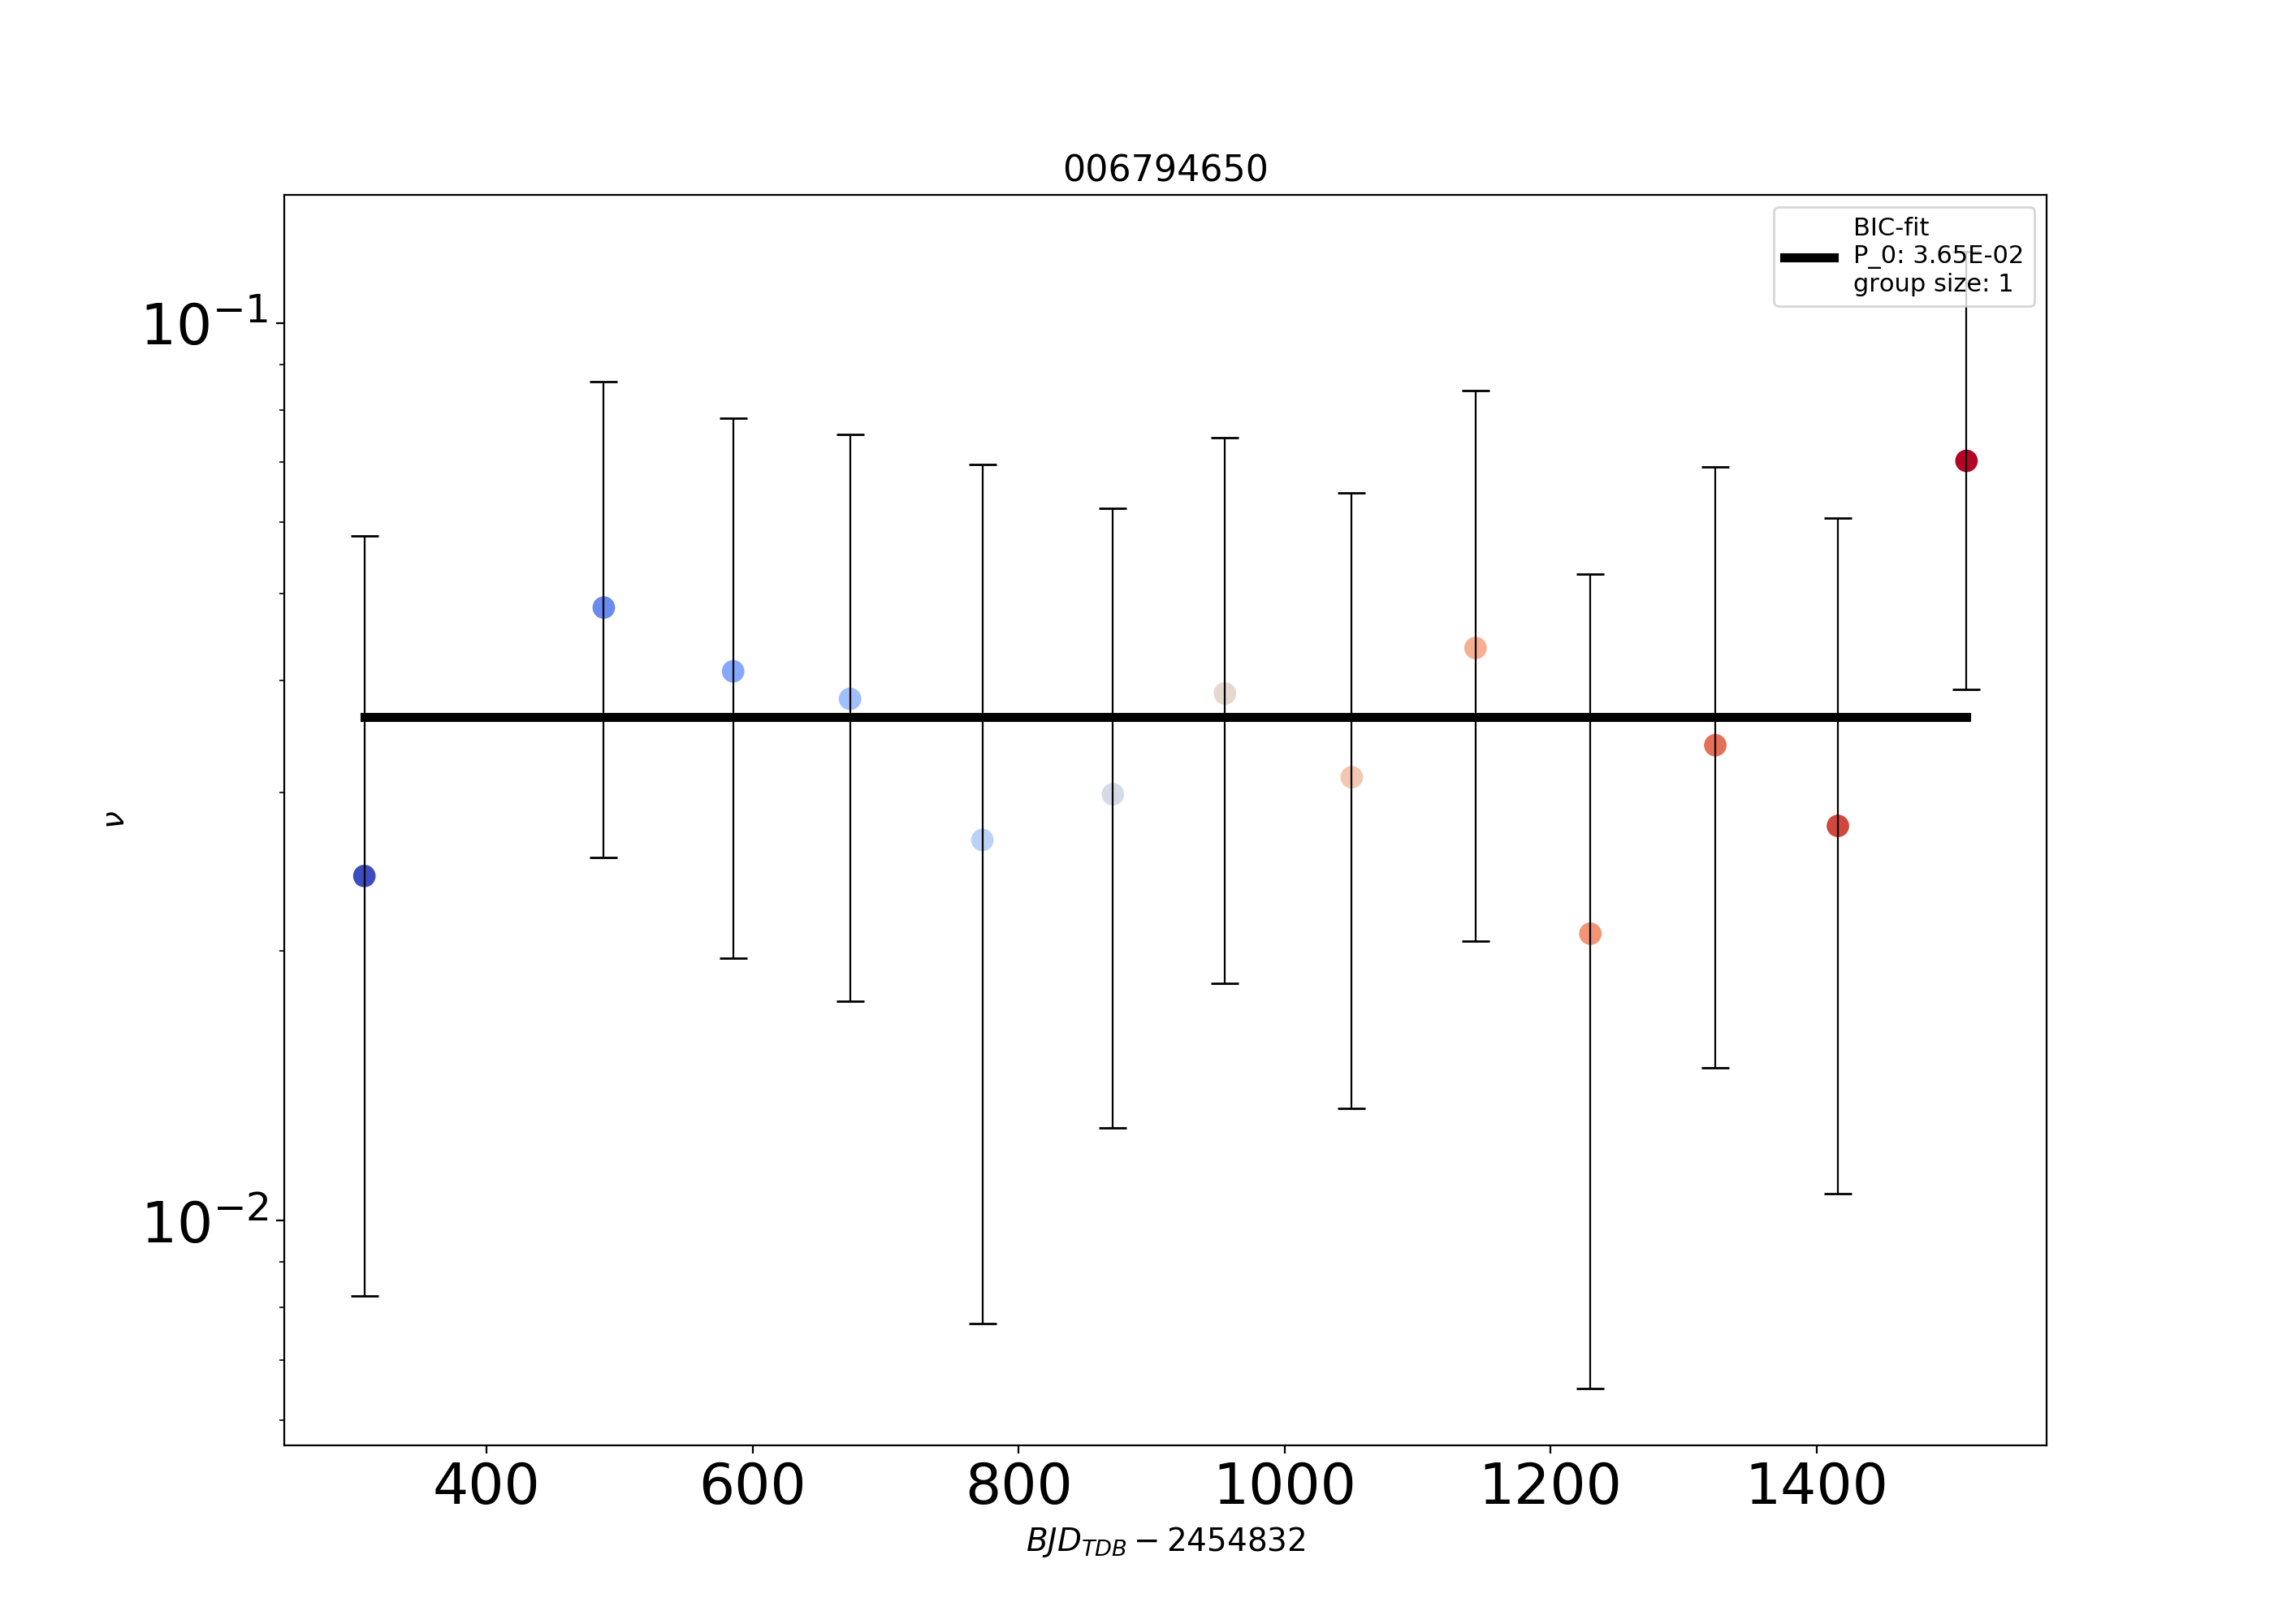 006794650
BIC-fit
P_0: 3.65E-02
group size: 1
10⁻¹
10⁻²
ν
400 600 800 1000 1200 1400
BJD_TDB − 2454832